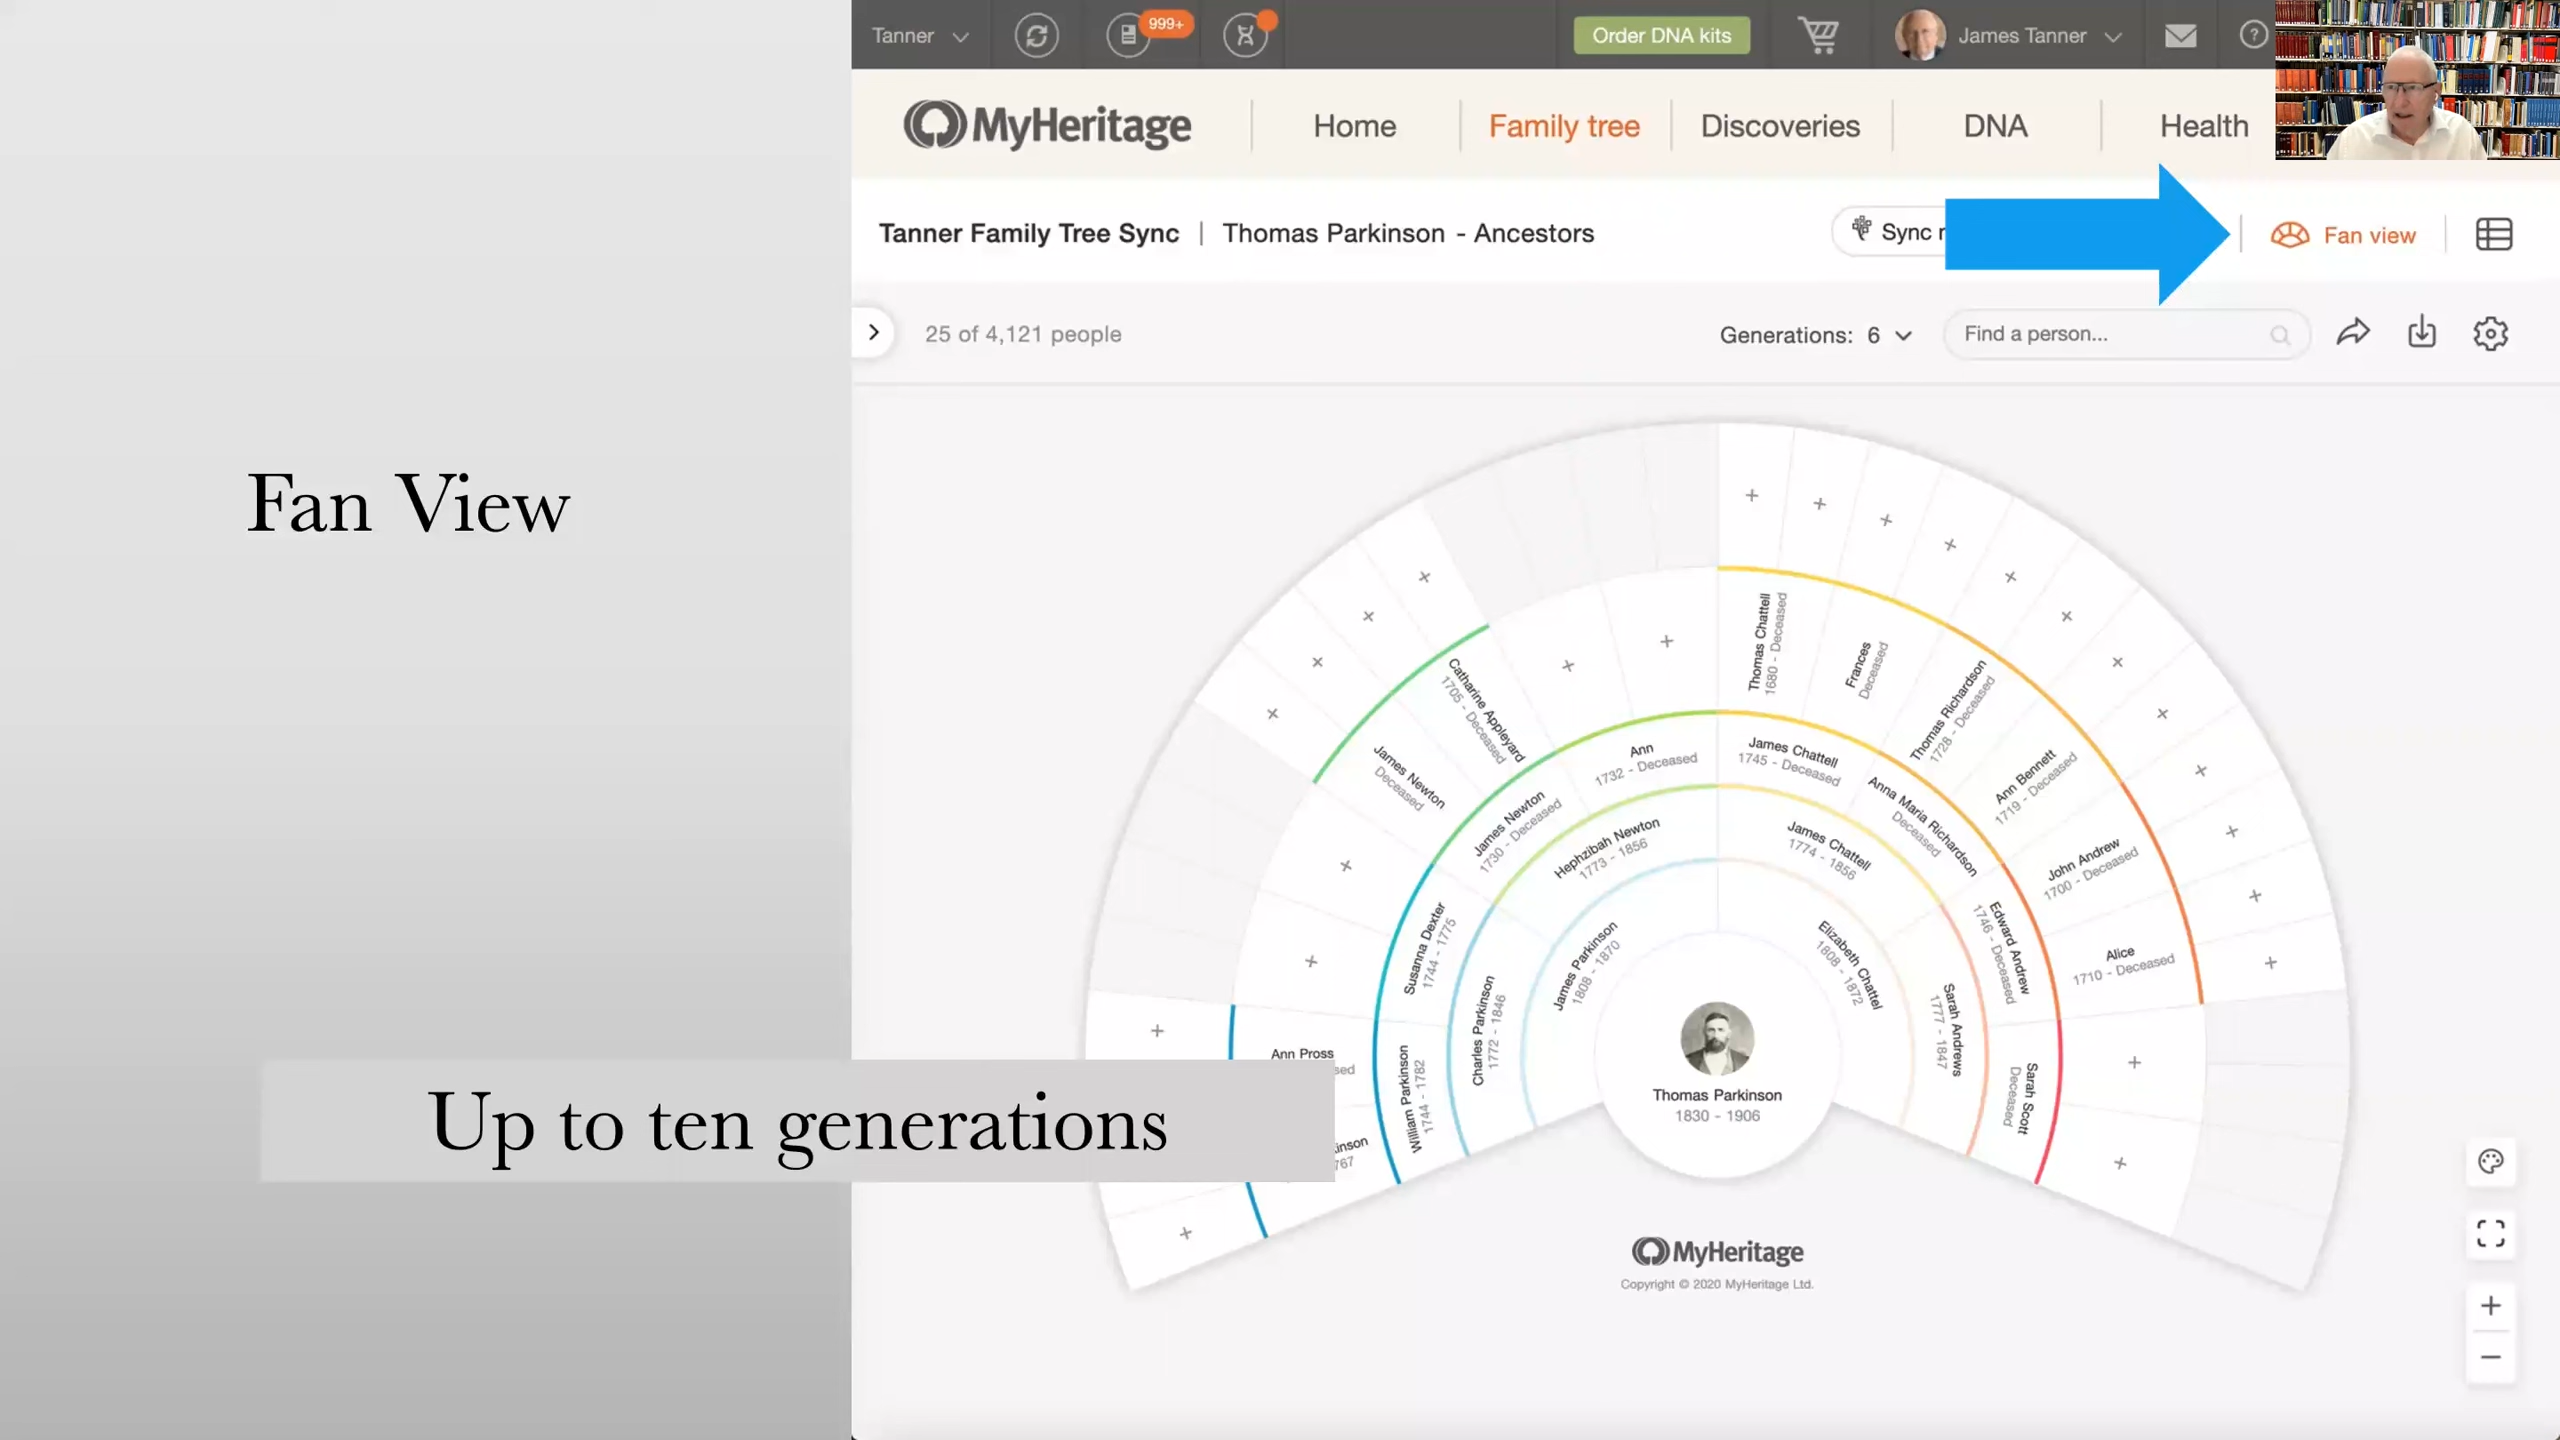 Tanner
999+
Order DNA kits
James Tanner
?
MyHeritage
Home
Family tree
Discoveries
DNA
Health
Tanner Family Tree Sync | Thomas Parkinson - Ancestors
Sync
Fan view
25 of 4,121 people
Generations: 6
Find a person...
Fan View
Up to ten generations
Thomas Chattell
1680 - Deceased
Frances
Deceased
Thomas Richardson
1728 - Deceased
Ann Bennett
1719 - Deceased
John Andrew
1700 - Deceased
Alice
1710 - Deceased
Catharine Appleyard
1705 - Deceased
James Newton
Deceased
Ann Pross
James Newton
1730 - Deceased
Ann
1732 - Deceased
James Chattell
1745 - Deceased
Anna Maria Richardson
Deceased
Edward Andrew
1746 - Deceased
Sarah Scott
Deceased
Susanna Dexter
1744 - 1775
William Parkinson
1744 - 1782
Hephzibah Newton
1773 - 1856
James Chattell
1774 - 1856
Charles Parkinson
1772 - 1846
Sarah Andrews
1777 - 1847
James Parkinson
1808 - 1870
Elizabeth Chattel
1808 - 1872
Thomas Parkinson
1830 - 1906
MyHeritage
Copyright © 2020 MyHeritage Ltd.